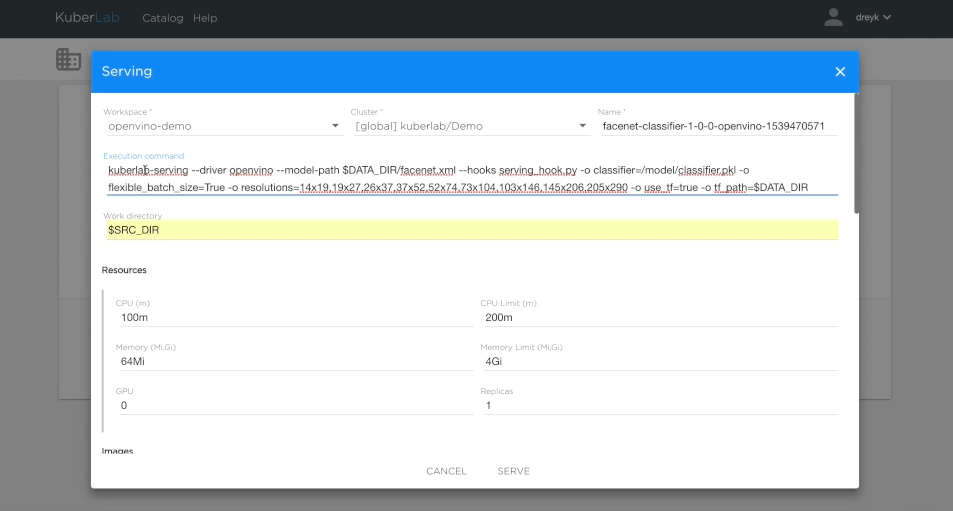 KuberLab Catalog Help dreyk
Serving
Workspace * Cluster * Name *
openvino-demo [global] kuberlab/Demo facenet-classifier-1-0-0-openvino-1539470571
Execution command
kuberlab-serving --driver openvino --model-path $DATA_DIR/facenet.xml --hooks serving_hook.py -o classifier=/model/classifier.pkl -o
flexible_batch_size=True -o resolutions=14x19,19x27,26x37,37x52,52x74,73x104,103x146,145x206,205x290 -o use_tf=true -o tf_path=$DATA_DIR
Work directory
$SRC_DIR
Resources
CPU (m) CPU Limit (m)
100m 200m
Memory (Mi,Gi) Memory Limit (Mi,Gi)
64Mi 4Gi
GPU Replicas
0 1
Images
CANCEL SERVE